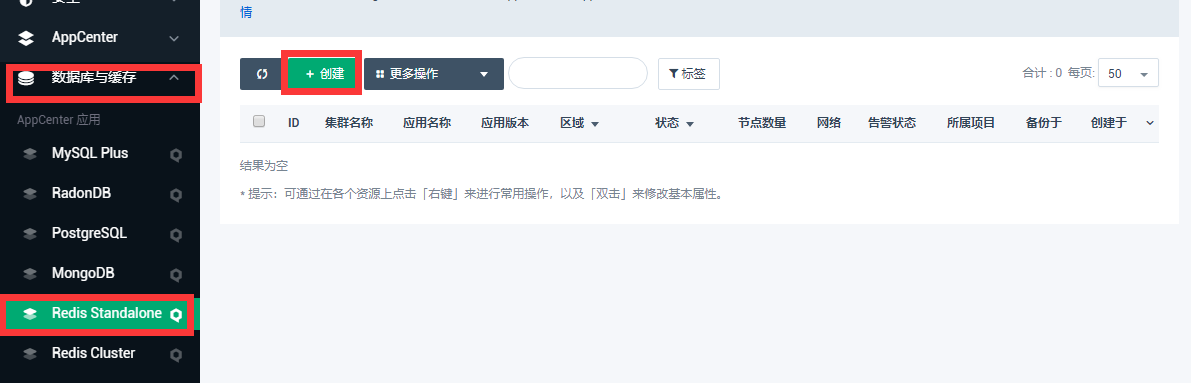 情
AppCenter
数据库与缓存
AppCenter 应用
MySQL Plus
RadonDB
PostgreSQL
MongoDB
Redis Standalone
Redis Cluster
+ 创建
更多操作
标签
合计 : 0 每页: 50
ID 集群名称 应用名称 应用版本 区域 状态 节点数量 网络 告警状态 所属项目 备份于 创建于
结果为空
* 提示：可通过在各个资源上点击「右键」来进行常用操作，以及「双击」来修改基本属性。